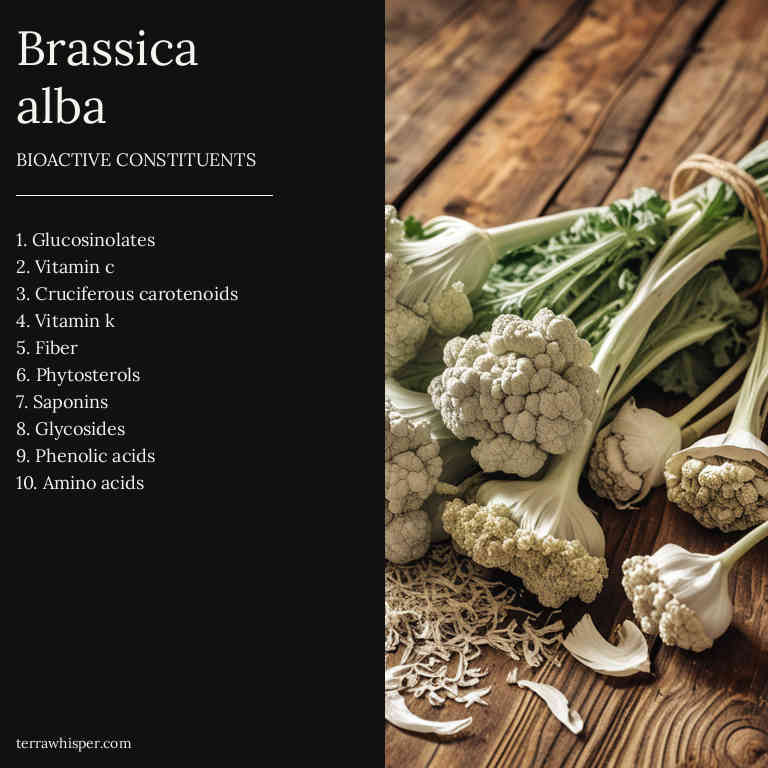 Brassica
alba
BIOACTIVE CONSTITUENTS
1. Glucosinolates
2. Vitamin c
3. Cruciferous carotenoids
4. Vitamin k
5. Fiber
6. Phytosterols
7. Saponins
8. Glycosides
9. Phenolic acids
10. Amino acids
terrawhisper.com